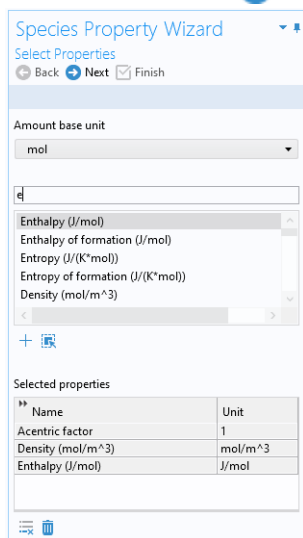 Species Property Wizard
Select Properties
Back Next Finish
Amount base unit
mol
e
Enthalpy (J/mol)
Enthalpy of formation (J/mol)
Entropy (J/(K*mol))
Entropy of formation (J/(K*mol))
Density (mol/m^3)
Selected properties
Name Unit
Acentric factor 1
Density (mol/m^3) mol/m^3
Enthalpy (J/mol) J/mol